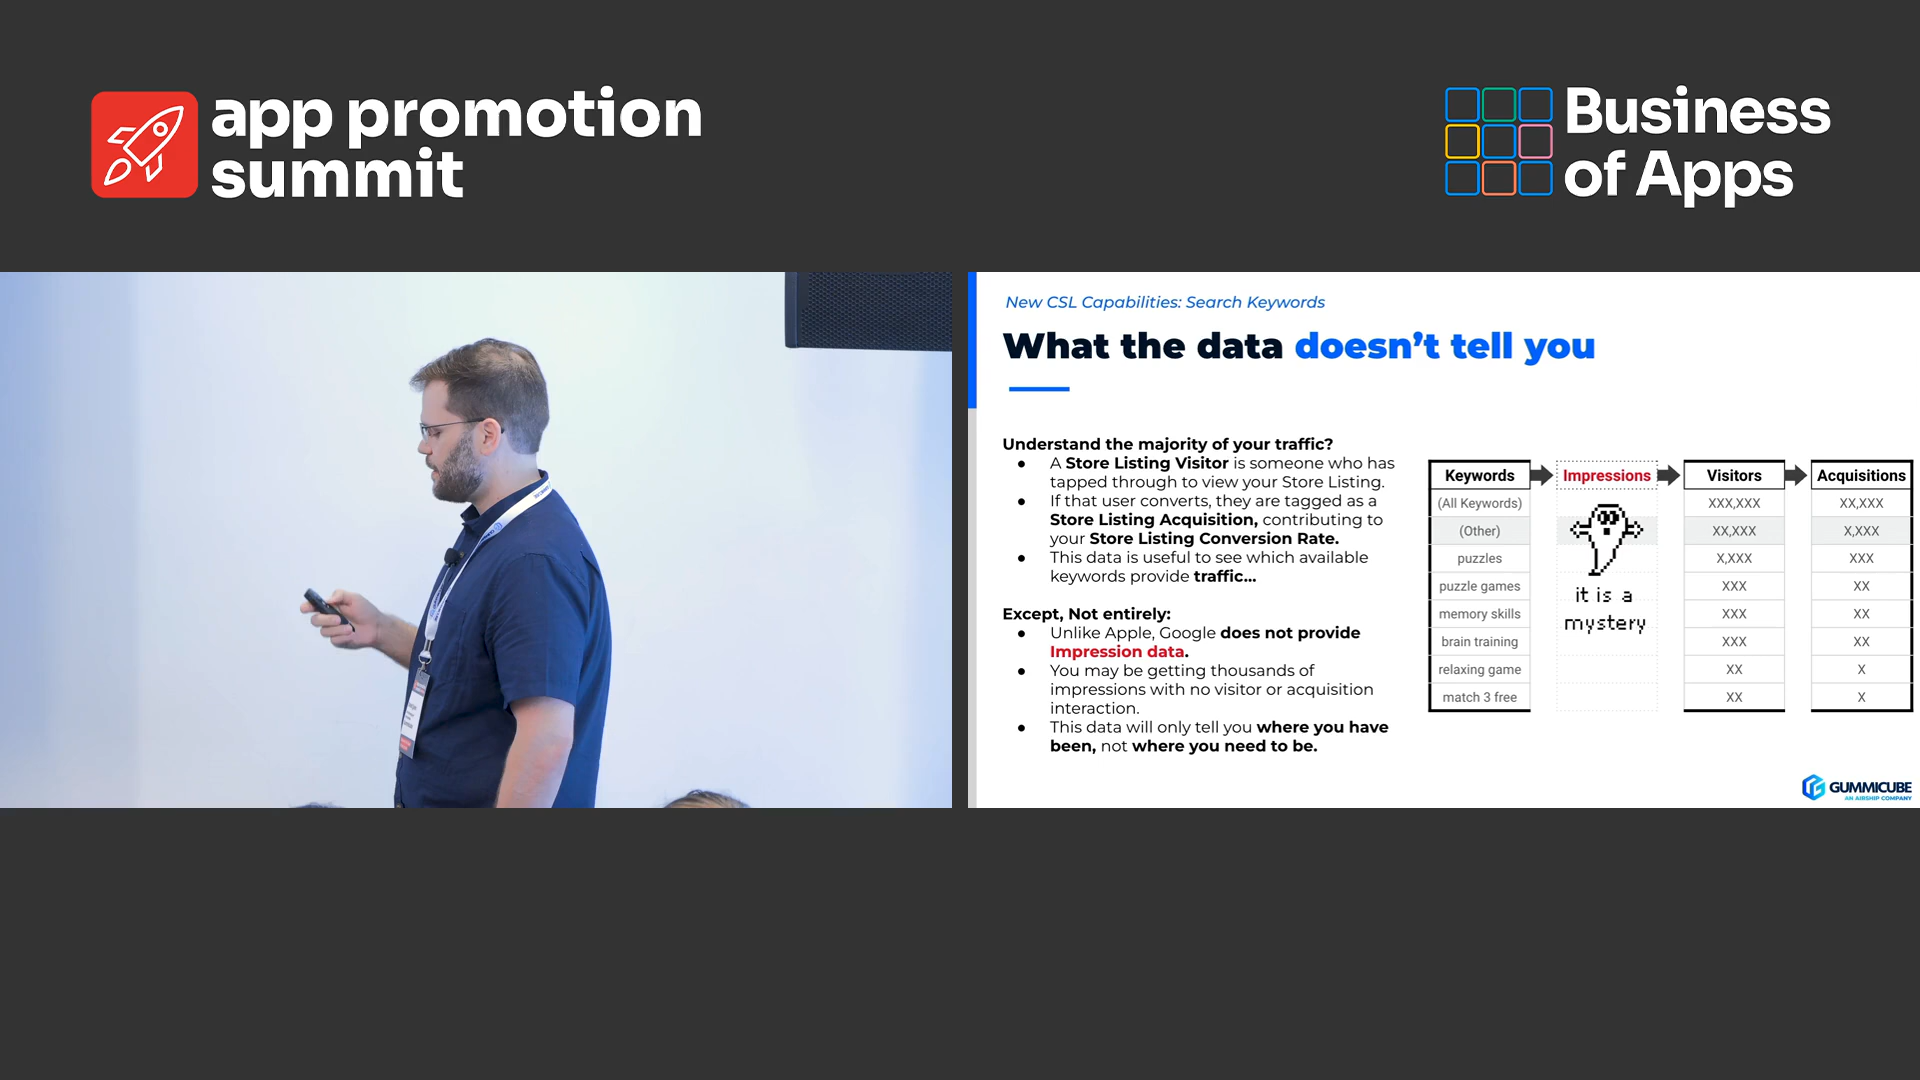 app promotion
summit
Business
of Apps
New CSL Capabilities: Search Keywords
What the data doesn't tell you
Understand the majority of your traffic?
● A Store Listing Visitor is someone who has
tapped through to view your Store Listing.
● If that user converts, they are tagged as a
Store Listing Acquisition, contributing to
your Store Listing Conversion Rate.
● This data is useful to see which available
keywords provide traffic...
Except, Not entirely:
● Unlike Apple, Google does not provide
Impression data.
● You may be getting thousands of
impressions with no visitor or acquisition
interaction.
● This data will only tell you where you have
been, not where you need to be.
Keywords Impressions Visitors Acquisitions
(All Keywords) XXX,XXX XX,XXX
(Other) XX,XXX X,XXX
puzzles X,XXX XXX
puzzle games XXX XX
it is a
memory skills XXX XX
mystery
brain training XXX XX
relaxing game XX X
match 3 free XX X
GUMMICUBE
AN AIRSHIP COMPANY